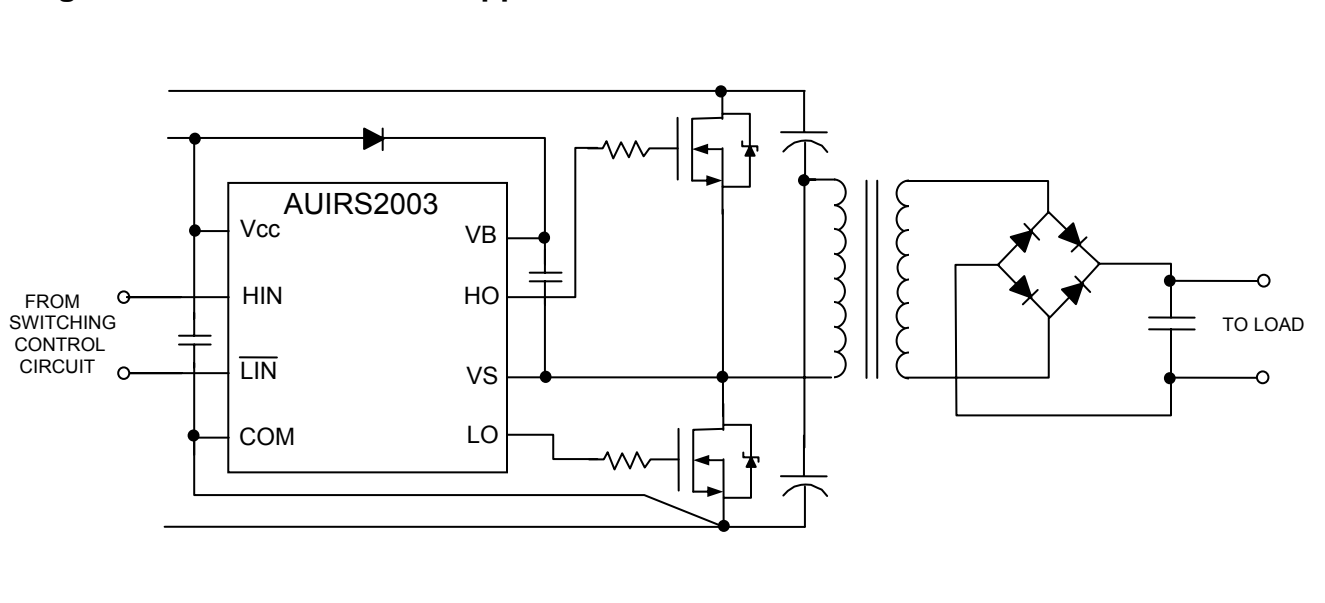 AUIRS2003
Vcc
VB
HIN
HO
FROM
SWITCHING
CONTROL
CIRCUIT
TO LOAD
LIN
VS
COM
LO